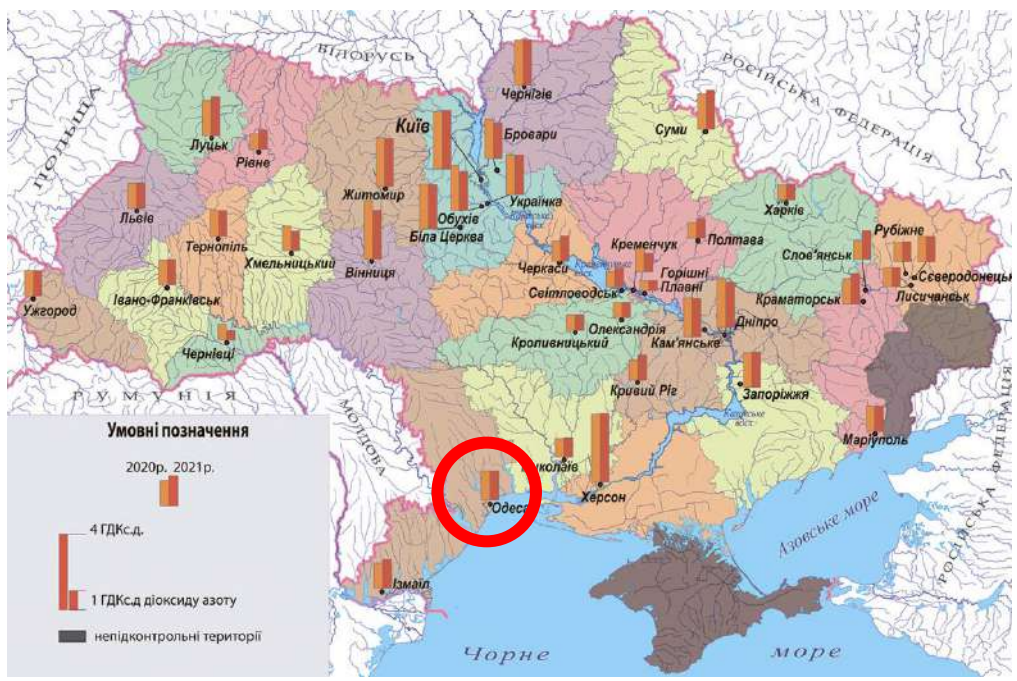 БІЛОРУСЬ
РОСІЙСЬКА ФЕДЕРАЦІЯ
ПОЛЬЩА
Чернігів
Київ
Бровари
Суми
Луцьк
Рівне
Житомир
Українка
Обухів
Біла Церква
Харків
Рубіжне
Львів
Тернопіль
Хмельницький
Вінниця
Черкаси
Кременчук
Полтава
Слов'янськ
Сєверодонецьк
Горішні
Плавні
Лисичанськ
Краматорськ
Світловодськ
Ужгород
Івано-Франківськ
Чернівці
Олександрія
Кропивницький
Кам'янське
Дніпро
Кривий Ріг
Запоріжжя
РУМУНІЯ
МОЛДОВА
Маріуполь
РОСІЙСЬКА ФЕДЕРАЦІЯ
Миколаїв
Херсон
Одеса
Ізмаїл
Азовське море
Чорне море
Умовні позначення
2020р. 2021р.
4 ГДКс.д.
1 ГДКс.д діоксиду азоту
непідконтрольні території